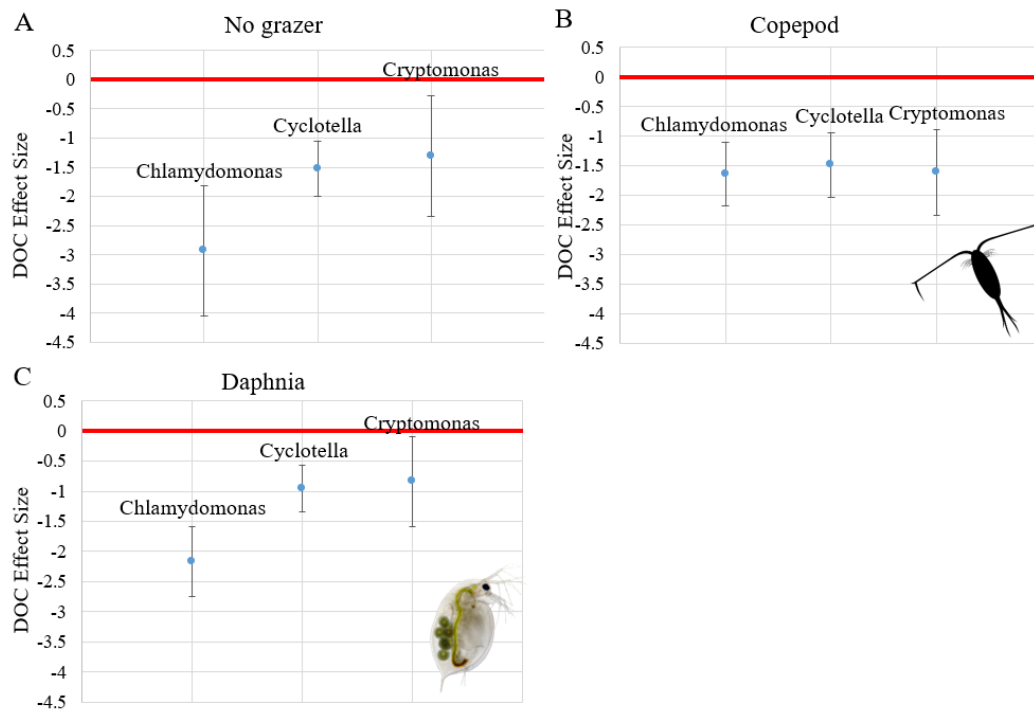 A
No grazer
0.5
0
-0.5
-1
-1.5
-2
-2.5
-3
-3.5
-4
-4.5
DOC Effect Size
Chlamydomonas
Cyclotella
Cryptomonas
B
Copepod
0.5
0
-0.5
-1
-1.5
-2
-2.5
-3
-3.5
-4
-4.5
DOC Effect Size
Chlamydomonas
Cyclotella
Cryptomonas
C
Daphnia
0.5
0
-0.5
-1
-1.5
-2
-2.5
-3
-3.5
-4
-4.5
DOC Effect Size
Chlamydomonas
Cyclotella
Cryptomonas